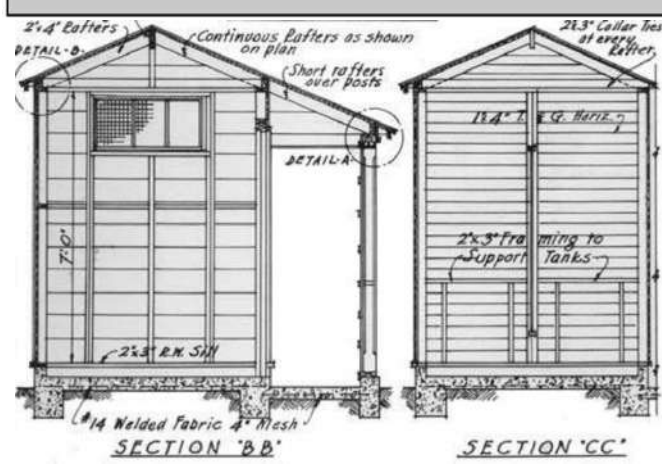 2"x4" Rafters
DETAIL-B-
Continuous Rafters as shown
on plan
Short rafters
over posts
DETAIL-A-
7'-0"
2"x3" R.W. Sill
#14 Welded Fabric 4" Mesh
SECTION "BB"
2"x3" Collar Ties
at every
Rafter
1"x4" T. & G. Horiz.
2"x3" Framing to
Support Tanks
SECTION "CC"